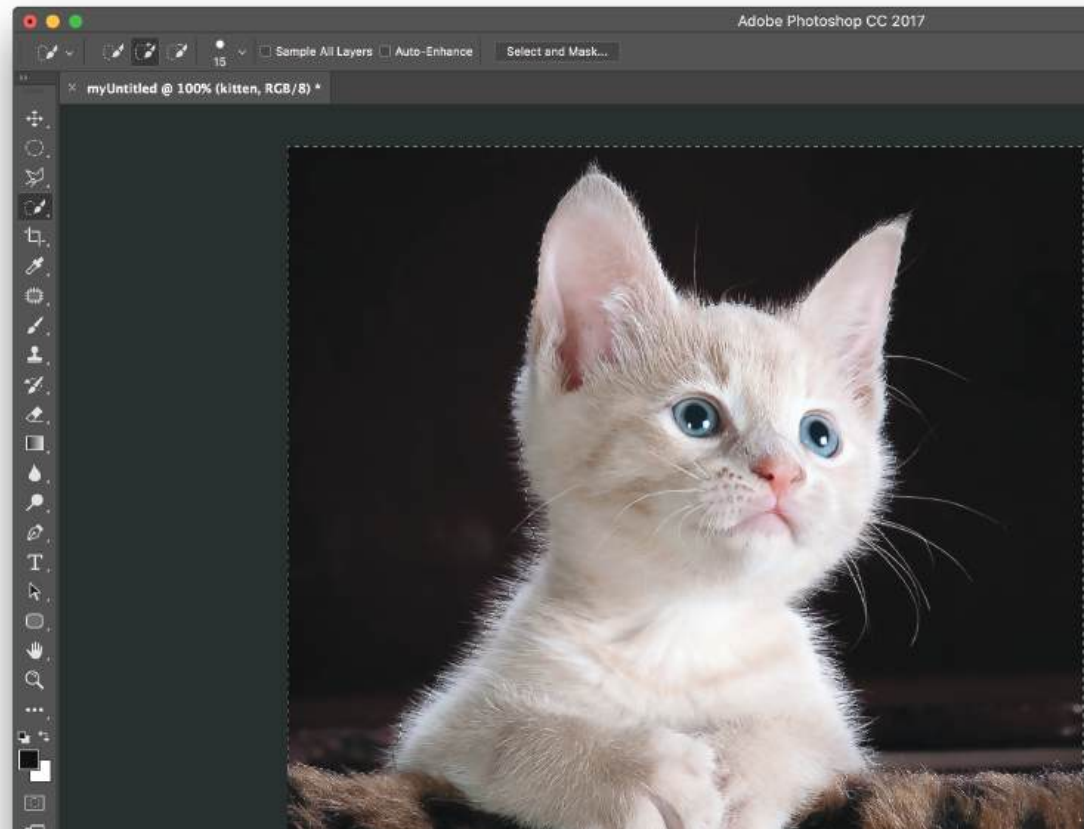 Adobe Photoshop CC 2017
15
Sample All Layers
Auto-Enhance
Select and Mask...
× myUntitled @ 100% (kitten, RGB/8) *
T